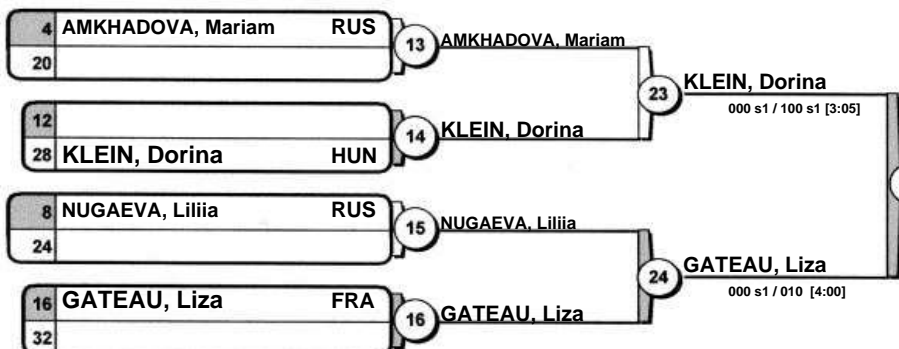 4 AMKHADOVA, Mariam RUS
20
13 AMKHADOVA, Mariam
12
28 KLEIN, Dorina HUN
14 KLEIN, Dorina
23 KLEIN, Dorina
000 s1 / 100 s1 [3:05]
8 NUGAEVA, Liliia RUS
24
15 NUGAEVA, Liliia
16 GATEAU, Liza FRA
32
16 GATEAU, Liza
24 GATEAU, Liza
000 s1 / 010 [4:00]